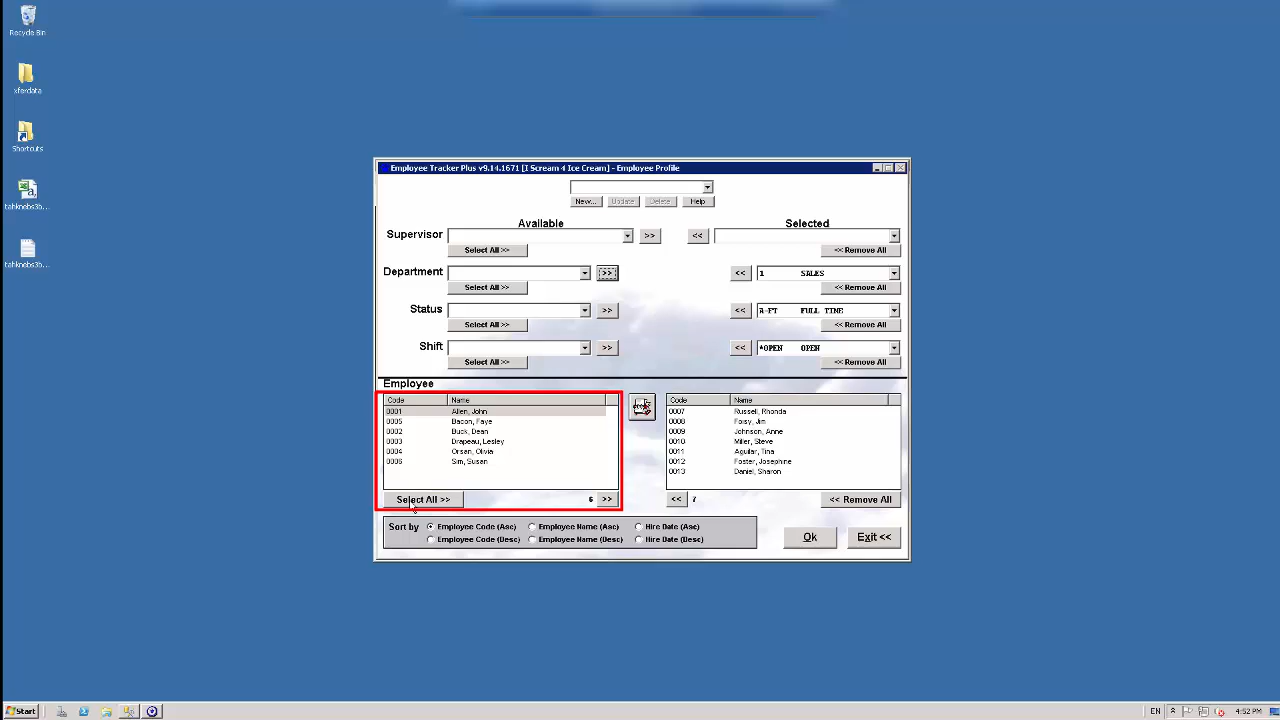 Recycle Bin
xferdata
Shortcuts
tahknebs3b...
tahknebs3b...
Employee Tracker Plus v9.14.1671 [I Scream 4 Ice Cream] - Employee Profile
New... Update Delete Help
Available Selected
Supervisor >> <<
Select All >> << Remove All
Department >> << 1 SALES
Select All >> << Remove All
Status >> << R-FT FULL TIME
Select All >> << Remove All
Shift >> << *OPEN OPEN
Select All >> << Remove All
Employee
Code Name Code Name
0001 Allen, John 0007 Russell, Rhonda
0005 Bacon, Faye 0008 Foisy, Jim
0002 Buck, Dean 0009 Johnson, Anne
0003 Drapeau, Lesley 0010 Miller, Steve
0004 Orsan, Olivia 0011 Aguilar, Tina
0006 Sim, Susan 0012 Foster, Josephine
0013 Daniel, Sharon
Select All >> 6 >> << 7 << Remove All
Sort by Employee Code (Asc) Employee Name (Asc) Hire Date (Asc)
Employee Code (Desc) Employee Name (Desc) Hire Date (Desc)
Ok Exit <<
Start EN 4:52 PM